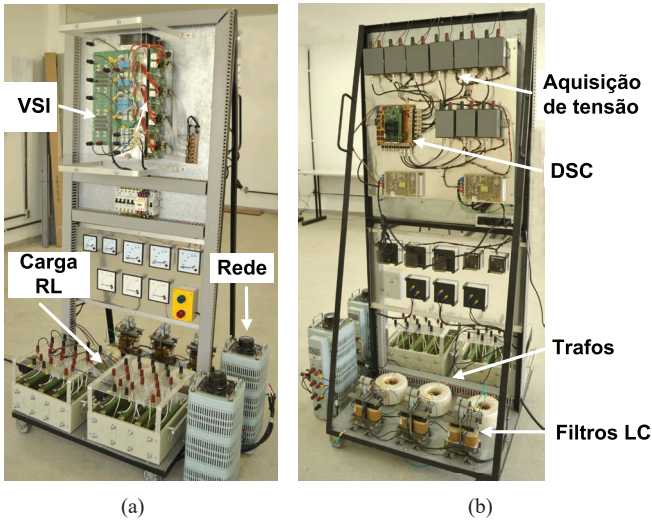 VSI
Carga
RL
Rede
(a)
Aquisição
de tensão
DSC
Trafos
Filtros LC
(b)